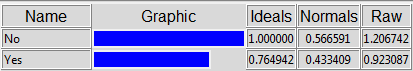 Name Graphic Ideals Normals Raw
No 1.000000 0.566591 1.206742
Yes 0.764942 0.433409 0.923087